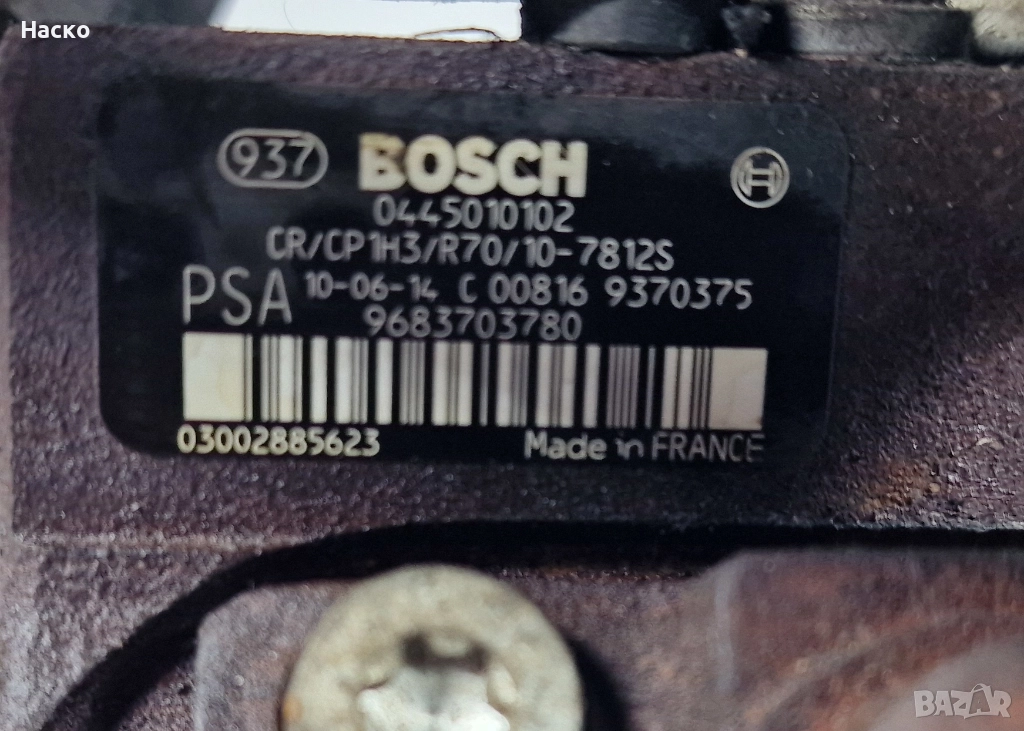 Наско
937 BOSCH
0445010102
CR/CP1H3/R70/10-7812S
PSA 10-06-14 C 00816 9370375
9683703780
03002885623 Made in FRANCE
BAZAR